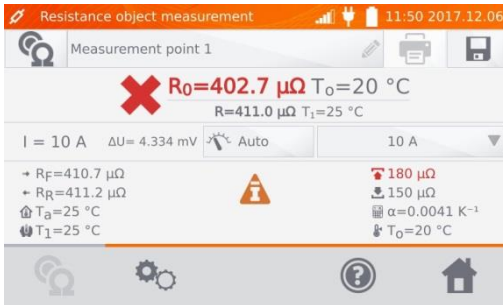 Resistance object measurement 11:50 2017.12.06
Measurement point 1
R0=402.7 µΩ To=20 °C
R=411.0 µΩ T1=25 °C
I = 10 A ΔU= 4.334 mV Auto 10 A
RF=410.7 µΩ 180 µΩ
RR=411.2 µΩ 150 µΩ
Ta=25 °C α=0.0041 K⁻¹
T1=25 °C To=20 °C